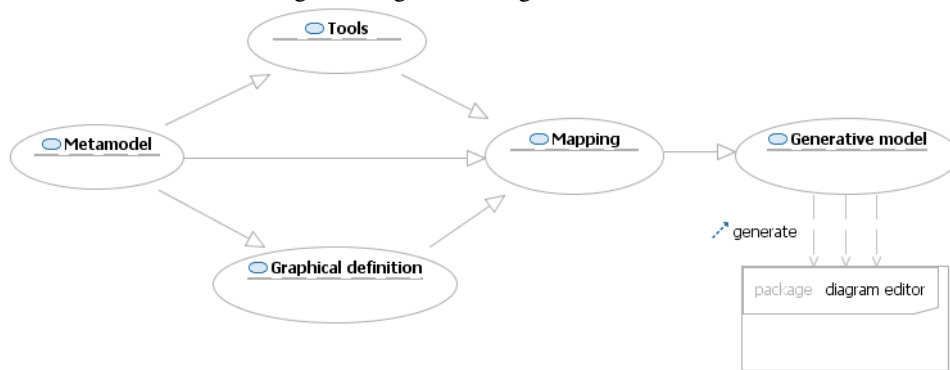 Tools
Metamodel
Mapping
Generative model
generate
Graphical definition
package diagram editor